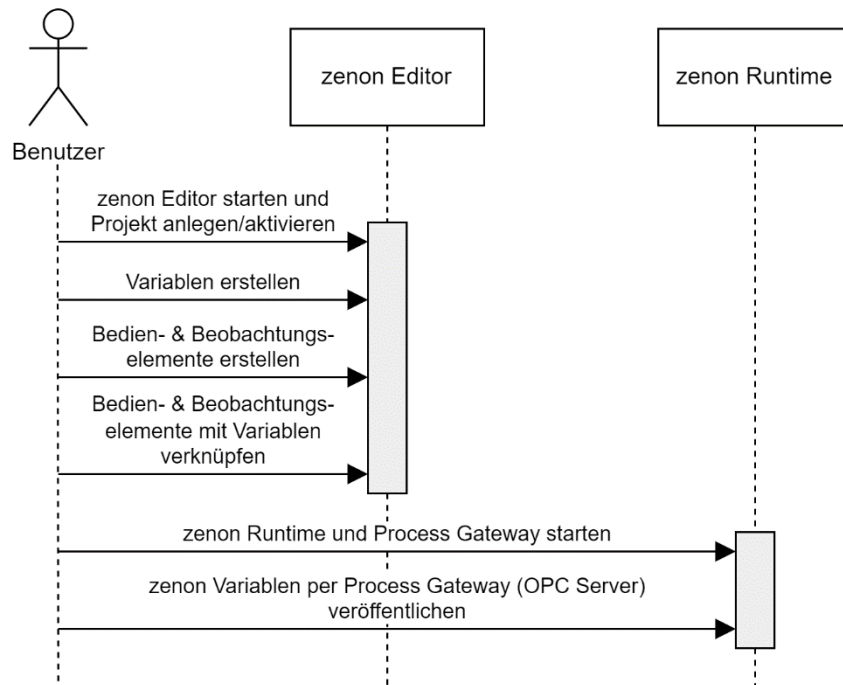 zenon Editor
zenon Runtime
Benutzer
zenon Editor starten und
Projekt anlegen/aktivieren
Variablen erstellen
Bedien- & Beobachtungs-
elemente erstellen
Bedien- & Beobachtungs-
elemente mit Variablen
verknüpfen
zenon Runtime und Process Gateway starten
zenon Variablen per Process Gateway (OPC Server)
veröffentlichen